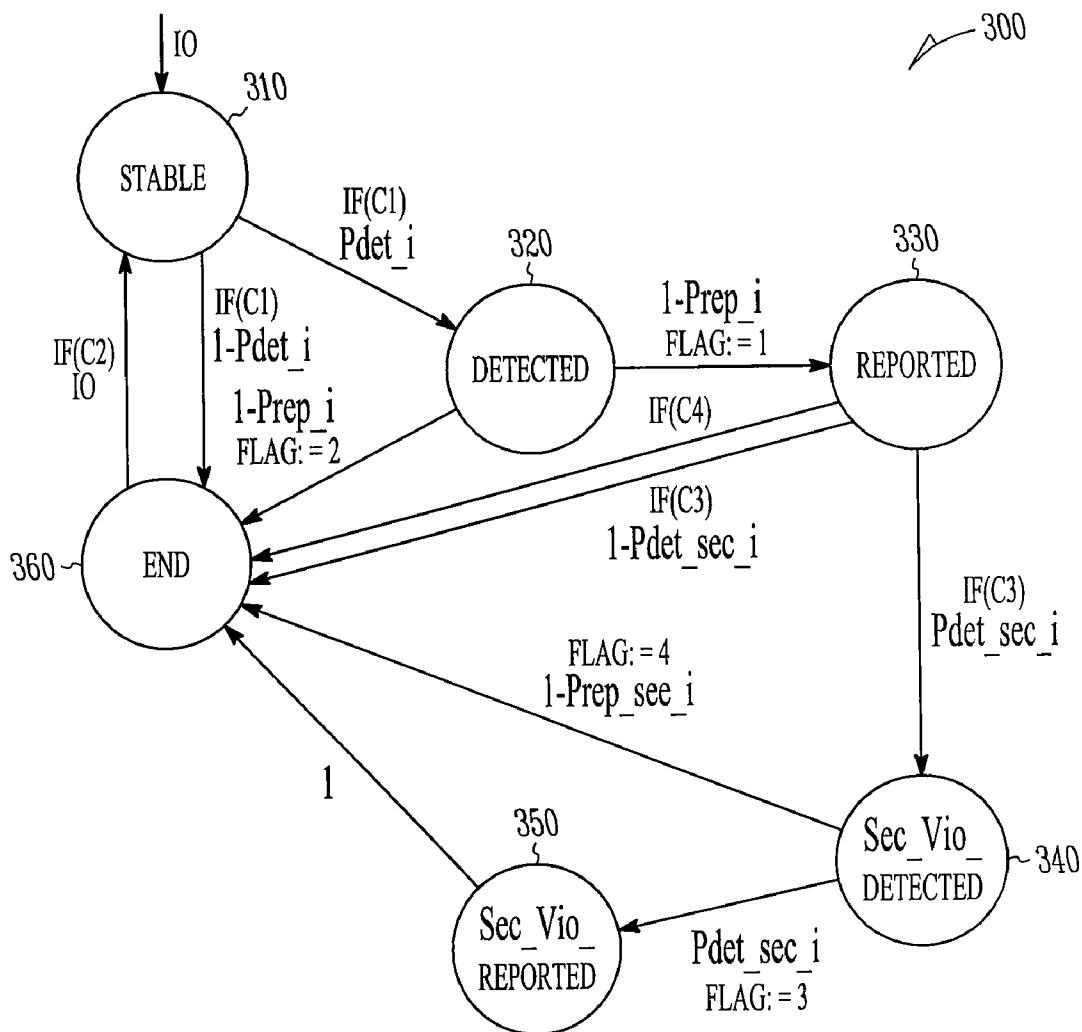 IO
300
310
STABLE
IF(C1)
Pdet_i
320
330
IF(C2)
IO
IF(C1)
1-Pdet_i
DETECTED
1-Prep_i
FLAG: = 1
REPORTED
1-Prep_i
FLAG: = 2
IF(C4)
IF(C3)
1-Pdet_sec_i
360
END
IF(C3)
Pdet_sec_i
FLAG: = 4
1-Prep_see_i
1
350
Sec_Vio_
DETECTED
340
Sec_Vio_
REPORTED
Pdet_sec_i
FLAG: = 3